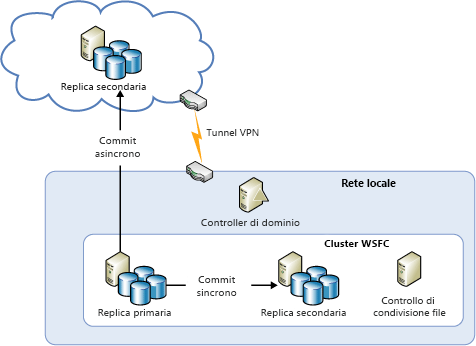 Replica secondaria
Commit
asincrono
Tunnel VPN
Rete locale
Controller di dominio
Cluster WSFC
Commit
sincrono
Replica primaria
Replica secondaria
Controllo di
condivisione file